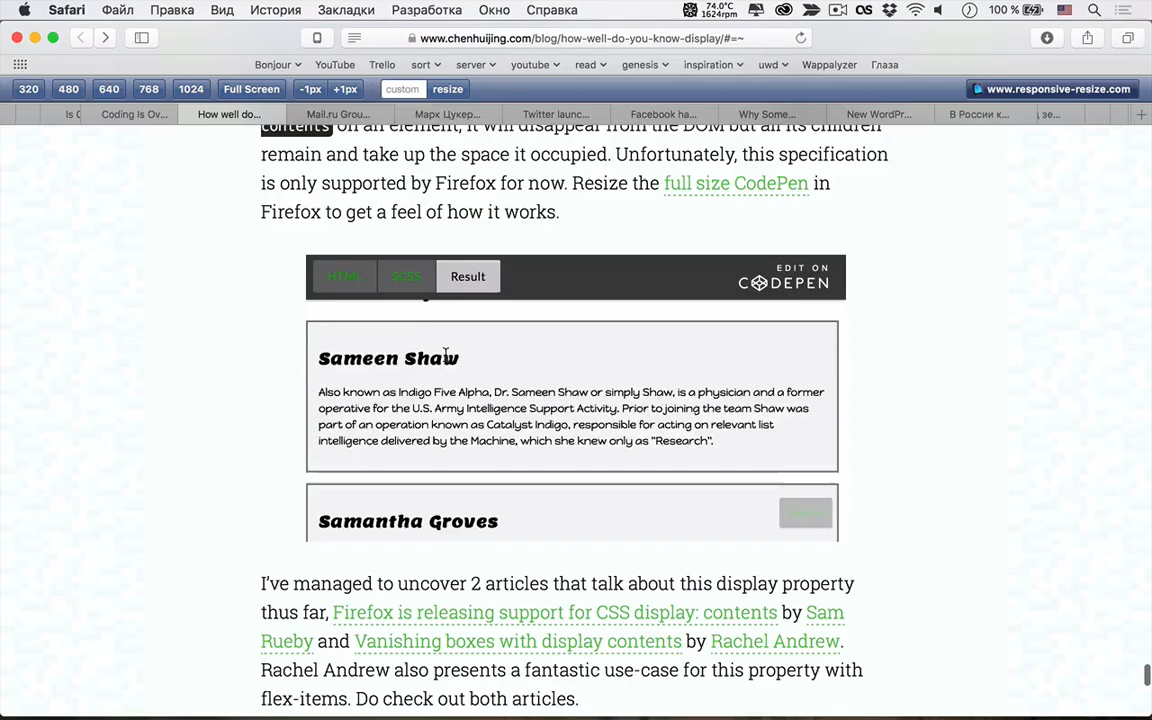 Safari Файл Правка Вид История Закладки Разработка Окно Справка 74.0°C 1624rpm 100 %
www.chenhuijing.com/blog/how-well-do-you-know-display/#=~
Bonjour YouTube Trello sort server youtube read genesis inspiration uwd Wappalyzer Глаза
320 480 640 768 1024 Full Screen -1px +1px custom resize www.responsive-resize.com
Is C Coding Is Ov... How well do... Mail.ru Grou... Марк Цукер... Twitter launc... Facebook ha... Why Some... New WordPr... В России к... , зе...
contents on an element, it will disappear from the DOM but all its children
remain and take up the space it occupied. Unfortunately, this specification
is only supported by Firefox for now. Resize the full size CodePen in
Firefox to get a feel of how it works.
HTML SCSS Result EDIT ON
CODEPEN
Sameen Shaw
Also known as Indigo Five Alpha, Dr. Sameen Shaw or simply Shaw, is a physician and a former
operative for the U.S. Army Intelligence Support Activity. Prior to joining the team Shaw was
part of an operation known as Catalyst Indigo, responsible for acting on relevant list
intelligence delivered by the Machine, which she knew only as "Research".
Samantha Groves
I've managed to uncover 2 articles that talk about this display property
thus far, Firefox is releasing support for CSS display: contents by Sam
Rueby and Vanishing boxes with display contents by Rachel Andrew.
Rachel Andrew also presents a fantastic use-case for this property with
flex-items. Do check out both articles.